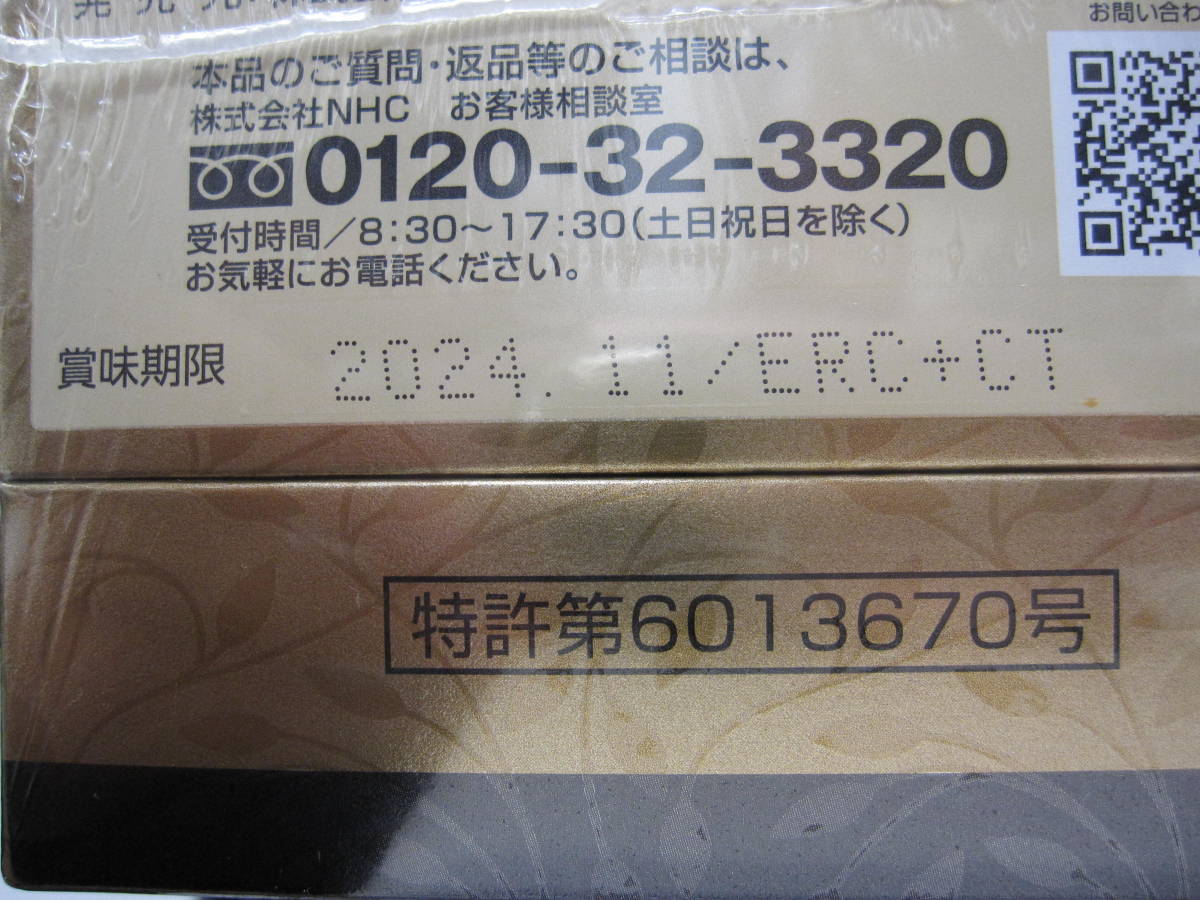 お問い合わ
本品のご質問・返品等のご相談は、
株式会社NHC お客様相談室
0120-32-3320
受付時間/8:30〜17:30(土日祝日を除く)
お気軽にお電話ください。
賞味期限 2024.11/ERC+CT
特許第6013670号